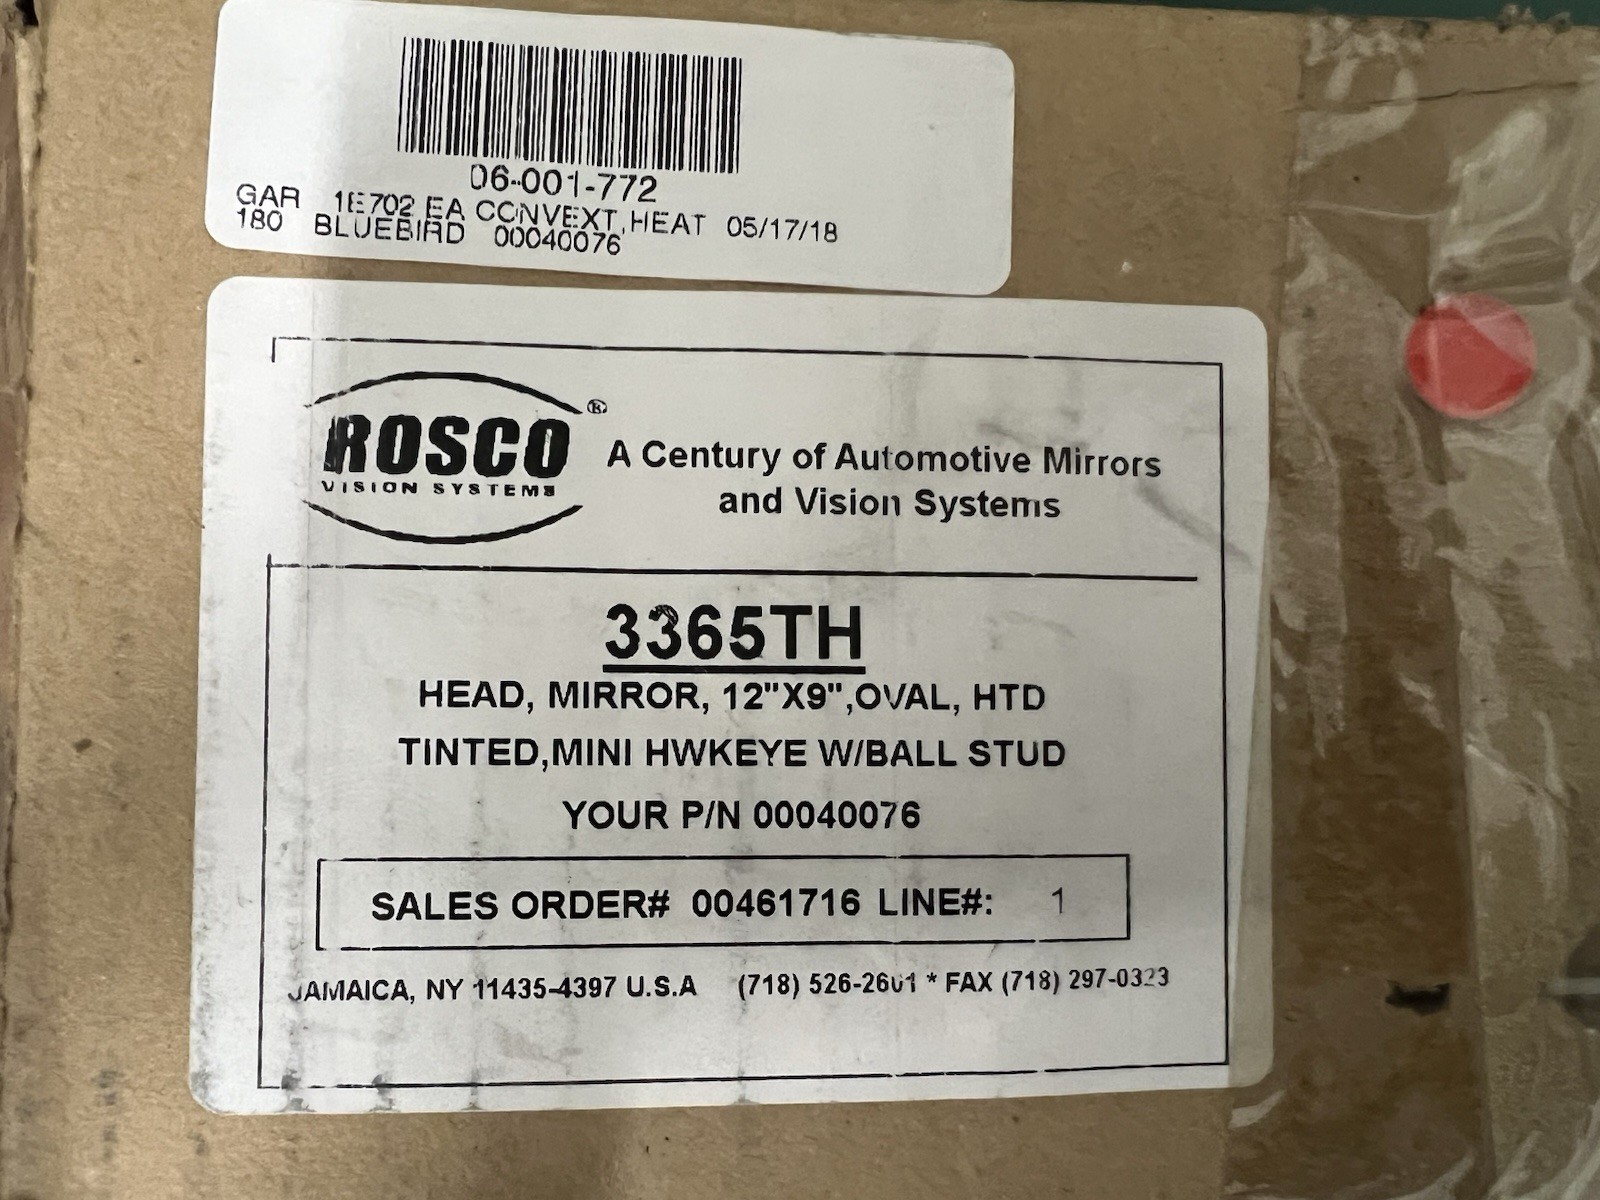 06-001-772
GAR 1E702 EA CONVEXT,HEAT 05/17/18
180 BLUEBIRD 00040076
ROSCO®
VISION SYSTEMS
A Century of Automotive Mirrors
and Vision Systems
3365TH
HEAD, MIRROR, 12"X9",OVAL, HTD
TINTED,MINI HWKEYE W/BALL STUD
YOUR P/N 00040076
SALES ORDER# 00461716 LINE#: 1
JAMAICA, NY 11435-4397 U.S.A (718) 526-2601 * FAX (718) 297-0323